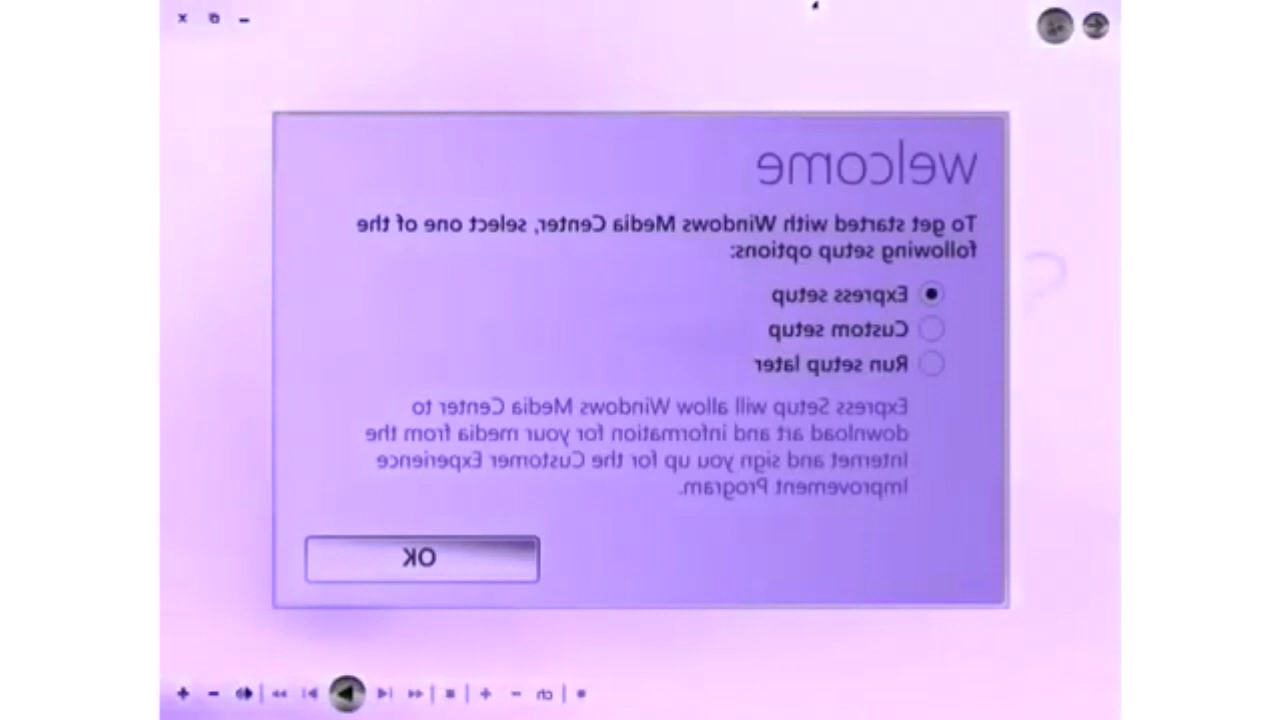 welcome
To get started with Windows Media Center, select one of the
following setup options:
Express setup
Custom setup
Run setup later
Express Setup will allow Windows Media Center to
download art and information for your media from the
Internet and sign you up for the Customer Experience
Improvement Program.
OK
ch